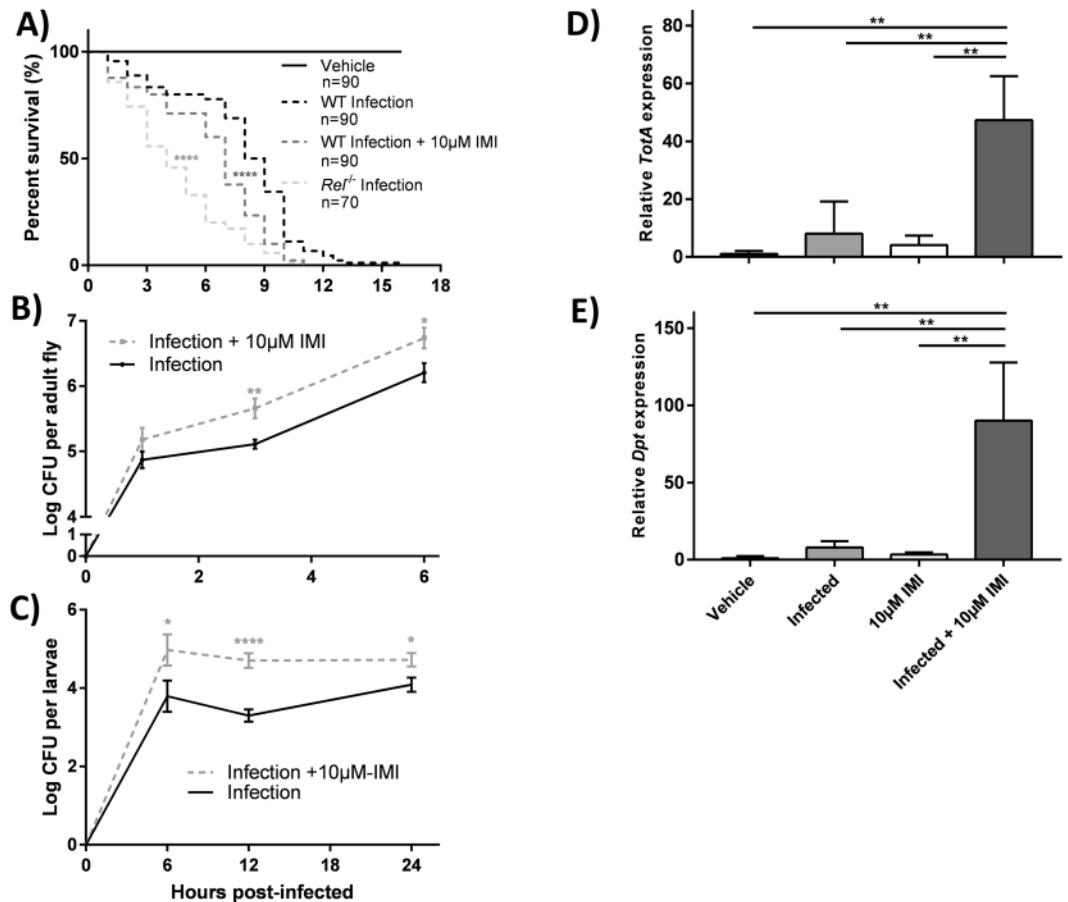 A)
Percent survival (%)
100
50
0
0 3 6 9 12 15 18
Vehicle
n=90
WT Infection
n=90
WT Infection + 10µM IMI
n=90
Rel-/- Infection
n=70
****
****
B)
Log CFU per adult fly
7
6
5
4
1
0
0 2 4 6
Infection + 10µM IMI
Infection
**
*
C)
Log CFU per larvae
6
4
2
0
0 6 12 24
*
****
*
Infection +10µM-IMI
Infection
Hours post-infected
D)
Relative TotA expression
80
60
40
20
0
**
**
**
E)
Relative Dpt expression
150
100
50
0
**
**
**
Vehicle
Infected
10µM IMI
Infected + 10µM IMI